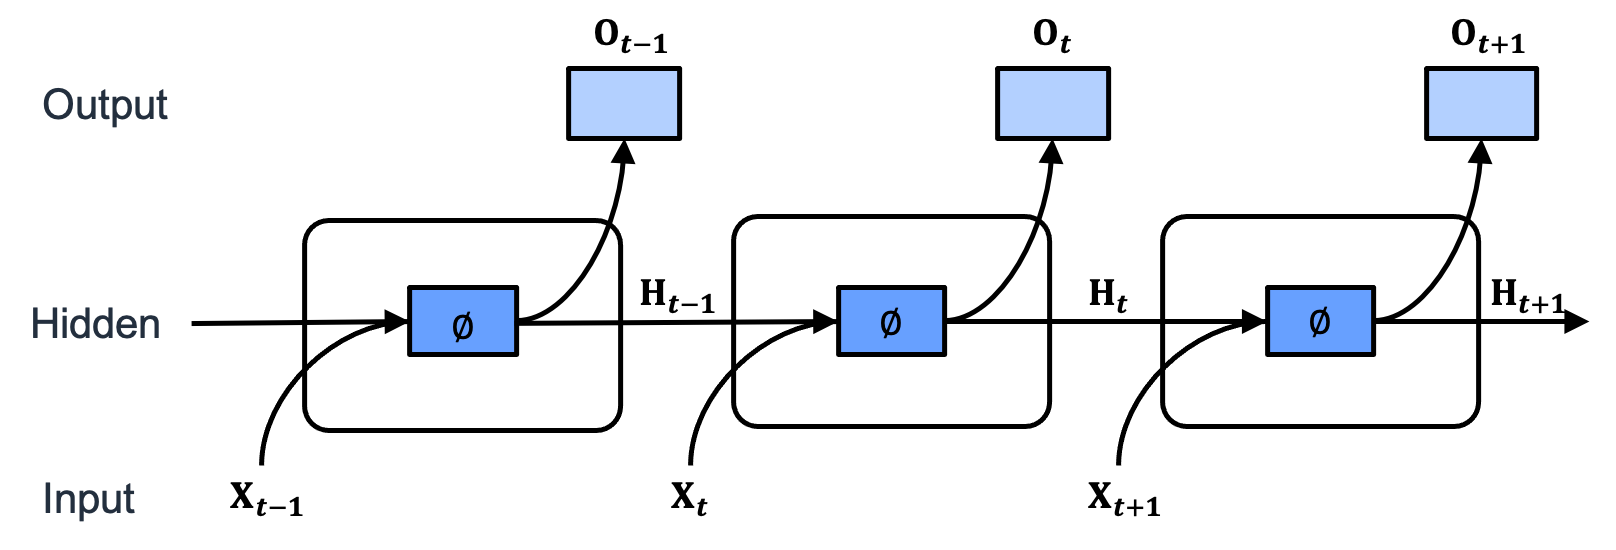 O_{t-1} O_t O_{t+1}
Output
H_{t-1} H_t H_{t+1}
Hidden ∅ ∅ ∅
Input X_{t-1} X_t X_{t+1}